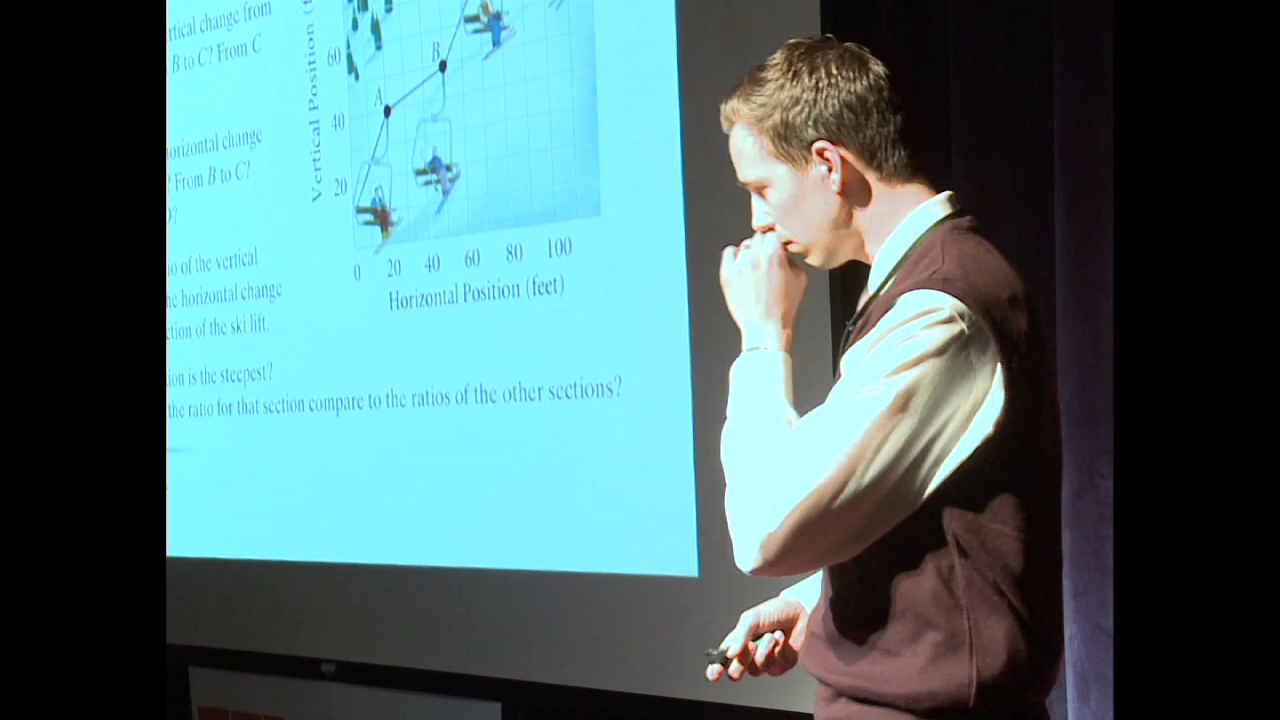 rtical change from
B to C? From C
orizontal change
? From B to C?
D?
io of the vertical
he horizontal change
ction of the ski lift.
ion is the steepest?
the ratio for that section compare to the ratios of the other sections?
Vertical Position (f
60
40
20
A
B
0 20 40 60 80 100
Horizontal Position (feet)